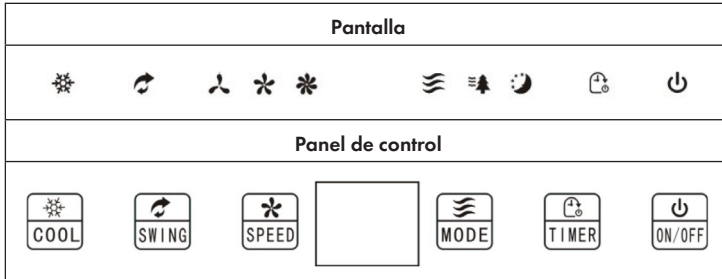 Pantalla
Panel de control
COOL SWING SPEED MODE TIMER ON/OFF